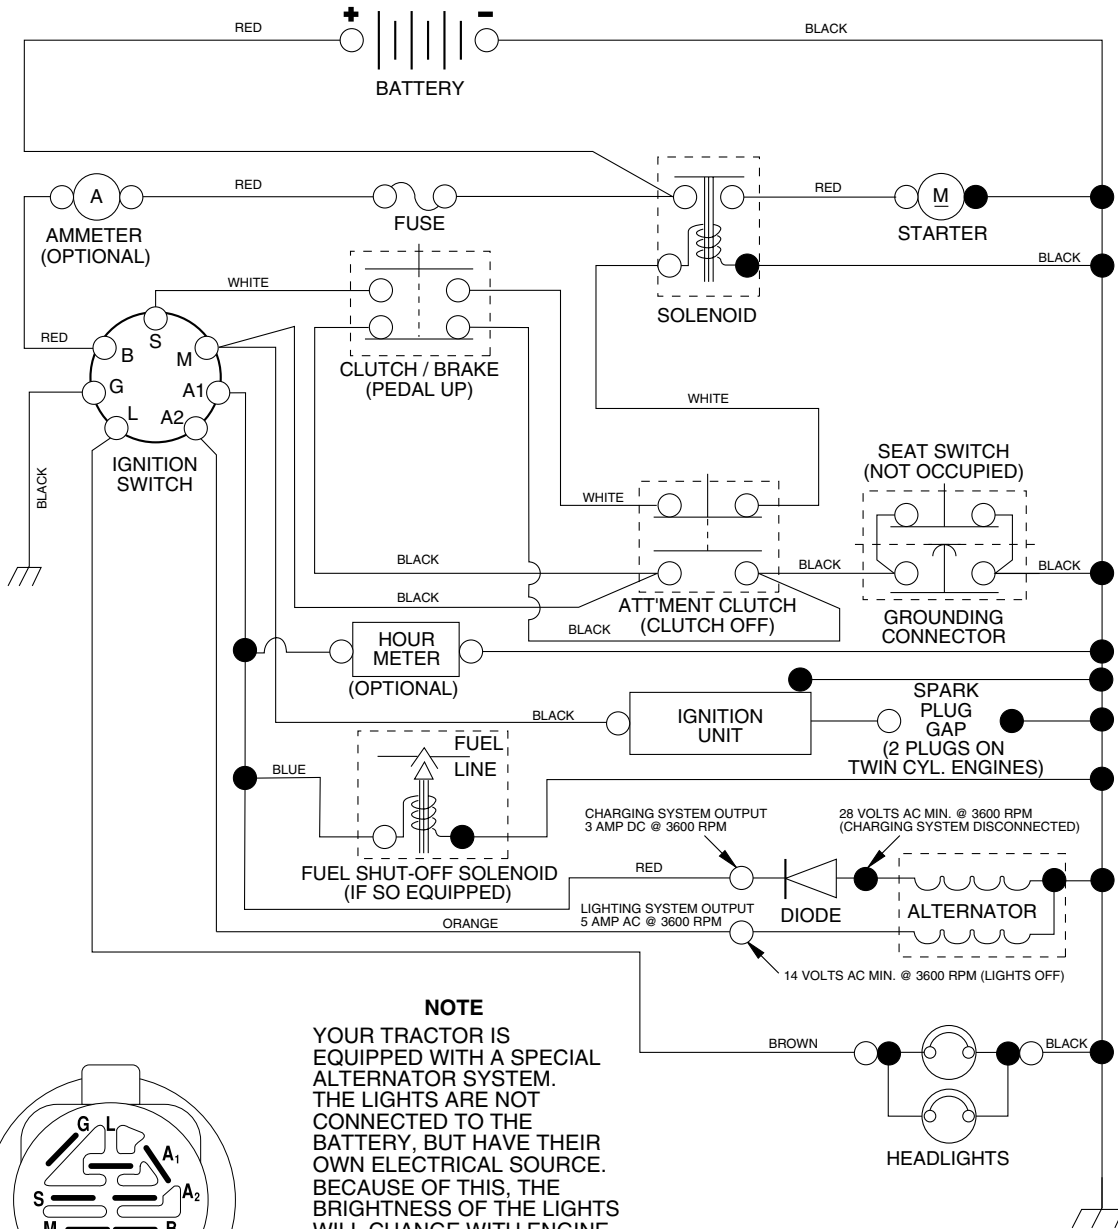 + -
RED
BLACK
BATTERY
RED
A
AMMETER
(OPTIONAL)
FUSE
RED
M
STARTER
BLACK
SOLENOID
WHITE
CLUTCH / BRAKE
(PEDAL UP)
RED
S
B
M
G
A1
L
A2
IGNITION
SWITCH
BLACK
WHITE
SEAT SWITCH
(NOT OCCUPIED)
WHITE
BLACK
BLACK
BLACK
BLACK
ATT'MENT CLUTCH
(CLUTCH OFF)
BLACK
GROUNDING
CONNECTOR
HOUR
METER
(OPTIONAL)
BLACK
IGNITION
UNIT
SPARK
PLUG
GAP
(2 PLUGS ON
TWIN CYL. ENGINES)
FUEL
LINE
BLUE
FUEL SHUT-OFF SOLENOID
(IF SO EQUIPPED)
CHARGING SYSTEM OUTPUT
3 AMP DC @ 3600 RPM
28 VOLTS AC MIN. @ 3600 RPM
(CHARGING SYSTEM DISCONNECTED)
RED
DIODE
ALTERNATOR
LIGHTING SYSTEM OUTPUT
5 AMP AC @ 3600 RPM
ORANGE
14 VOLTS AC MIN. @ 3600 RPM (LIGHTS OFF)
BROWN
BLACK
HEADLIGHTS
NOTE
YOUR TRACTOR IS
EQUIPPED WITH A SPECIAL
ALTERNATOR SYSTEM.
THE LIGHTS ARE NOT
CONNECTED TO THE
BATTERY, BUT HAVE THEIR
OWN ELECTRICAL SOURCE.
BECAUSE OF THIS, THE
BRIGHTNESS OF THE LIGHTS
WILL CHANGE WITH ENGINE
G L
A1
S
A2
M
B